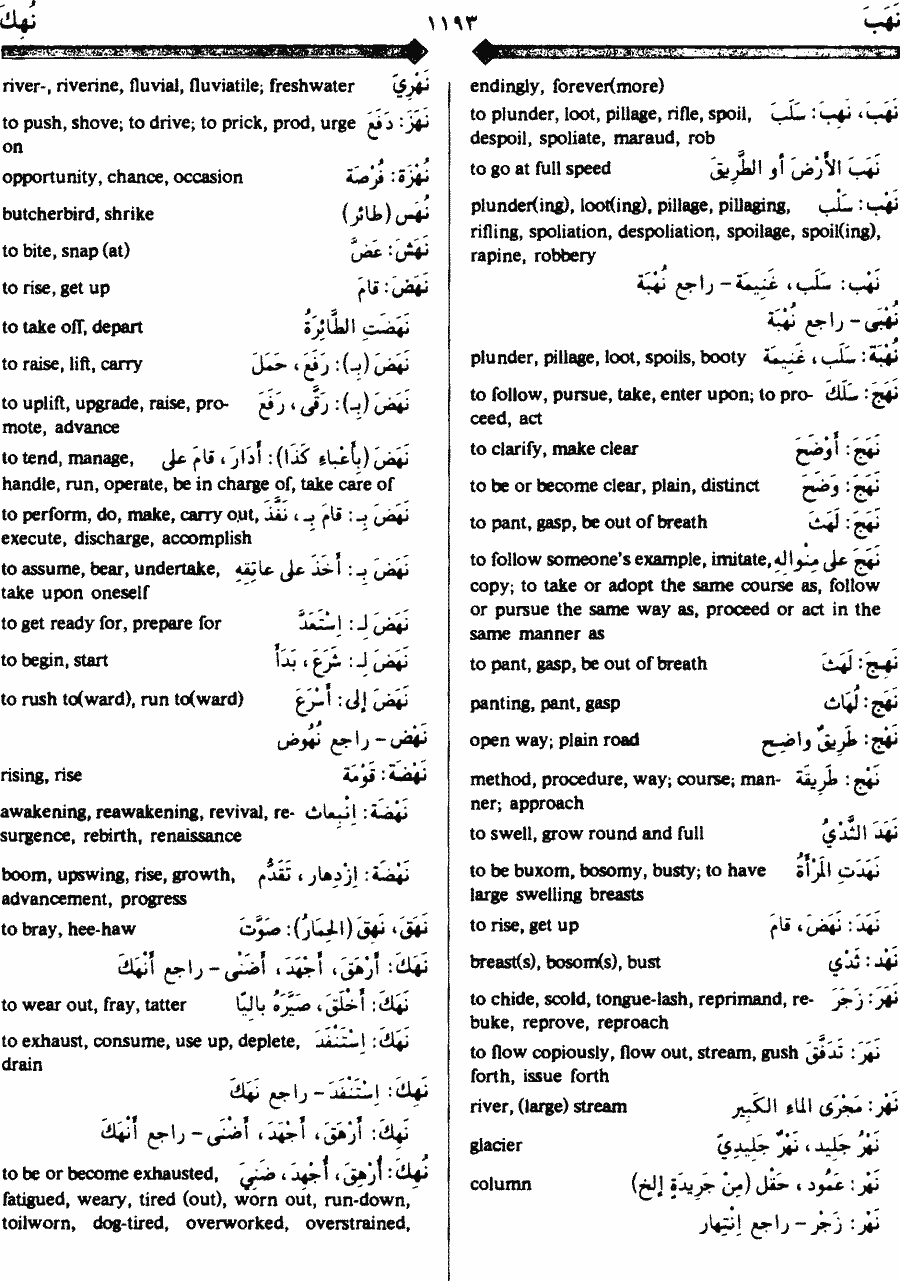 نَهَبَ ١١٩٣ نُهِكَ
endingly, forever(more)
نَهَبَ، نَهِبَ: سَلَبَ to plunder, loot, pillage, rifle, spoil,
despoil, spoliate, maraud, rob
نَهَبَ الأَرْضَ أو الطَّرِيقَ to go at full speed
نَهْب: سَلْب plunder(ing), loot(ing), pillage, pillaging,
rifling, spoliation, despoliation, spoilage, spoil(ing),
rapine, robbery
نَهْب: سَلَب، غَنِيمَة - راجع نُهْبَة
نُهْبَى - راجع نُهْبَة
نُهْبَة: سَلَب، غَنِيمَة plunder, pillage, loot, spoils, booty
نَهَجَ: سَلَكَ to follow, pursue, take, enter upon; to pro-
ceed, act
نَهَجَ: أَوْضَحَ to clarify, make clear
نَهَجَ: وَضَحَ to be or become clear, plain, distinct
نَهَجَ: لَهَثَ to pant, gasp, be out of breath
نَهَجَ على مِنْوالِهِ to follow someone's example, imitate,
copy; to take or adopt the same course as, follow
or pursue the same way as, proceed or act in the
same manner as
نَهِجَ: لَهَثَ to pant, gasp, be out of breath
نَهَج: لُهَاث panting, pant, gasp
نَهْج: طَرِيقٌ واضِح open way; plain road
نَهْج: طَرِيقَة method, procedure, way; course; man-
ner; approach
نَهَدَ الثَّدْيُ to swell, grow round and full
نَهَدَتِ المَرْأَةُ to be buxom, bosomy, busty; to have
large swelling breasts
نَهَدَ: نَهَضَ، قامَ to rise, get up
نَهْد: ثَدْي breast(s), bosom(s), bust
نَهَرَ: زَجَرَ to chide, scold, tongue-lash, reprimand, re-
buke, reprove, reproach
نَهَرَ: تَدَفَّقَ to flow copiously, flow out, stream, gush
forth, issue forth
نَهْر: مَجْرَى الماءِ الكَبِير river, (large) stream
نَهْرُ جَلِيد، نَهْرٌ جَلِيدِيّ glacier
نَهْر: عَمُود، حَقْل (مِنْ جَرِيدَةٍ إلخ) column
نَهْر: زَجْر - راجع اِنْتِهار
نَهْرِيّ river-, riverine, fluvial, fluviatile; freshwater
نَهَزَ: دَفَعَ to push, shove; to drive; to prick, prod, urge
on
نُهْزَة: فُرْصَة opportunity, chance, occasion
نُهَس (طائر) butcherbird, shrike
نَهَشَ: عَضَّ to bite, snap (at)
نَهَضَ: قامَ to rise, get up
نَهَضَتِ الطَّائِرَةُ to take off, depart
نَهَضَ (بِـ): رَفَعَ، حَمَلَ to raise, lift, carry
نَهَضَ (بِـ): رَقَّى، رَفَعَ to uplift, upgrade, raise, pro-
mote, advance
نَهَضَ (بِأَعْباءِ كَذَا): أَدَارَ، قامَ على to tend, manage,
handle, run, operate, be in charge of, take care of
نَهَضَ بِـ: قامَ بِـ، نَفَّذَ to perform, do, make, carry out,
execute, discharge, accomplish
نَهَضَ بِـ: أَخَذَ على عاتِقِهِ to assume, bear, undertake,
take upon oneself
نَهَضَ لِـ: اِسْتَعَدَّ to get ready for, prepare for
نَهَضَ لِـ: شَرَعَ، بَدَأَ to begin, start
نَهَضَ إلى: أَسْرَعَ to rush to(ward), run to(ward)
نَهْض - راجع نُهُوض
نَهْضَة: قَوْمَة rising, rise
نَهْضَة: اِنْبِعاث awakening, reawakening, revival, re-
surgence, rebirth, renaissance
نَهْضَة: اِزْدِهار، تَقَدُّم boom, upswing, rise, growth,
advancement, progress
نَهَقَ، نَهِقَ (الحِمَارُ): صَوَّتَ to bray, hee-haw
نَهَكَ: أَرْهَقَ، أَجْهَدَ، أَضْنَى - راجع أَنْهَكَ
نَهَكَ: أَخْلَقَ، صَيَّرَهُ بالِيًا to wear out, fray, tatter
نَهَكَ: اِسْتَنْفَدَ to exhaust, consume, use up, deplete,
drain
نَهِكَ: اِسْتَنْفَدَ - راجع نَهَكَ
نَهِكَ: أَرْهَقَ، أَجْهَدَ، أَضْنَى - راجع أَنْهَكَ
نُهِكَ: أُرْهِقَ، أُجْهِدَ، ضَنِيَ to be or become exhausted,
fatigued, weary, tired (out), worn out, run-down,
toilworn, dog-tired, overworked, overstrained,